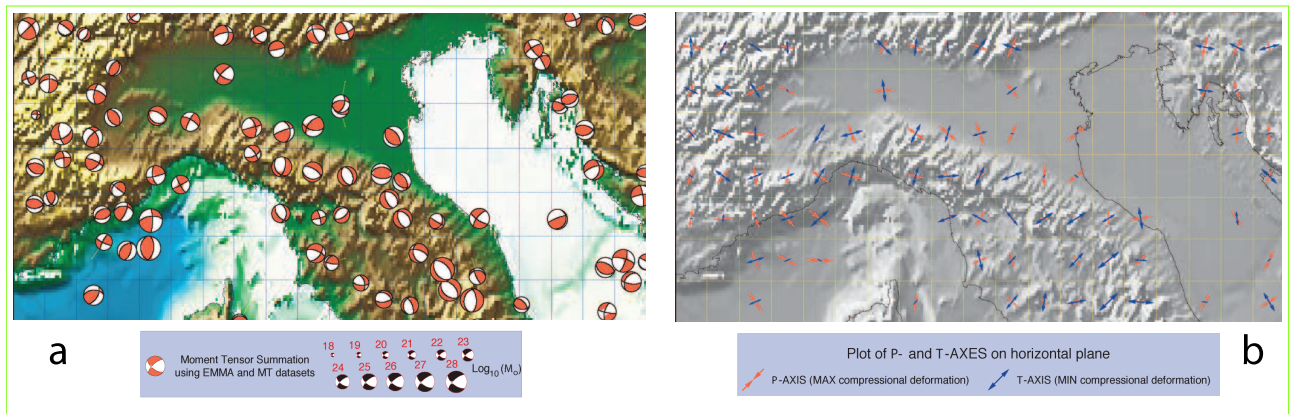 a
Moment Tensor Summation
using EMMA and MT datasets
18 19 20 21 22 23
24 25 26 27 28
Log10 (Mo)
Plot of P- and T-AXES on horizontal plane
P-AXIS (MAX compressional deformation) T-AXIS (MIN compressional deformation)
b